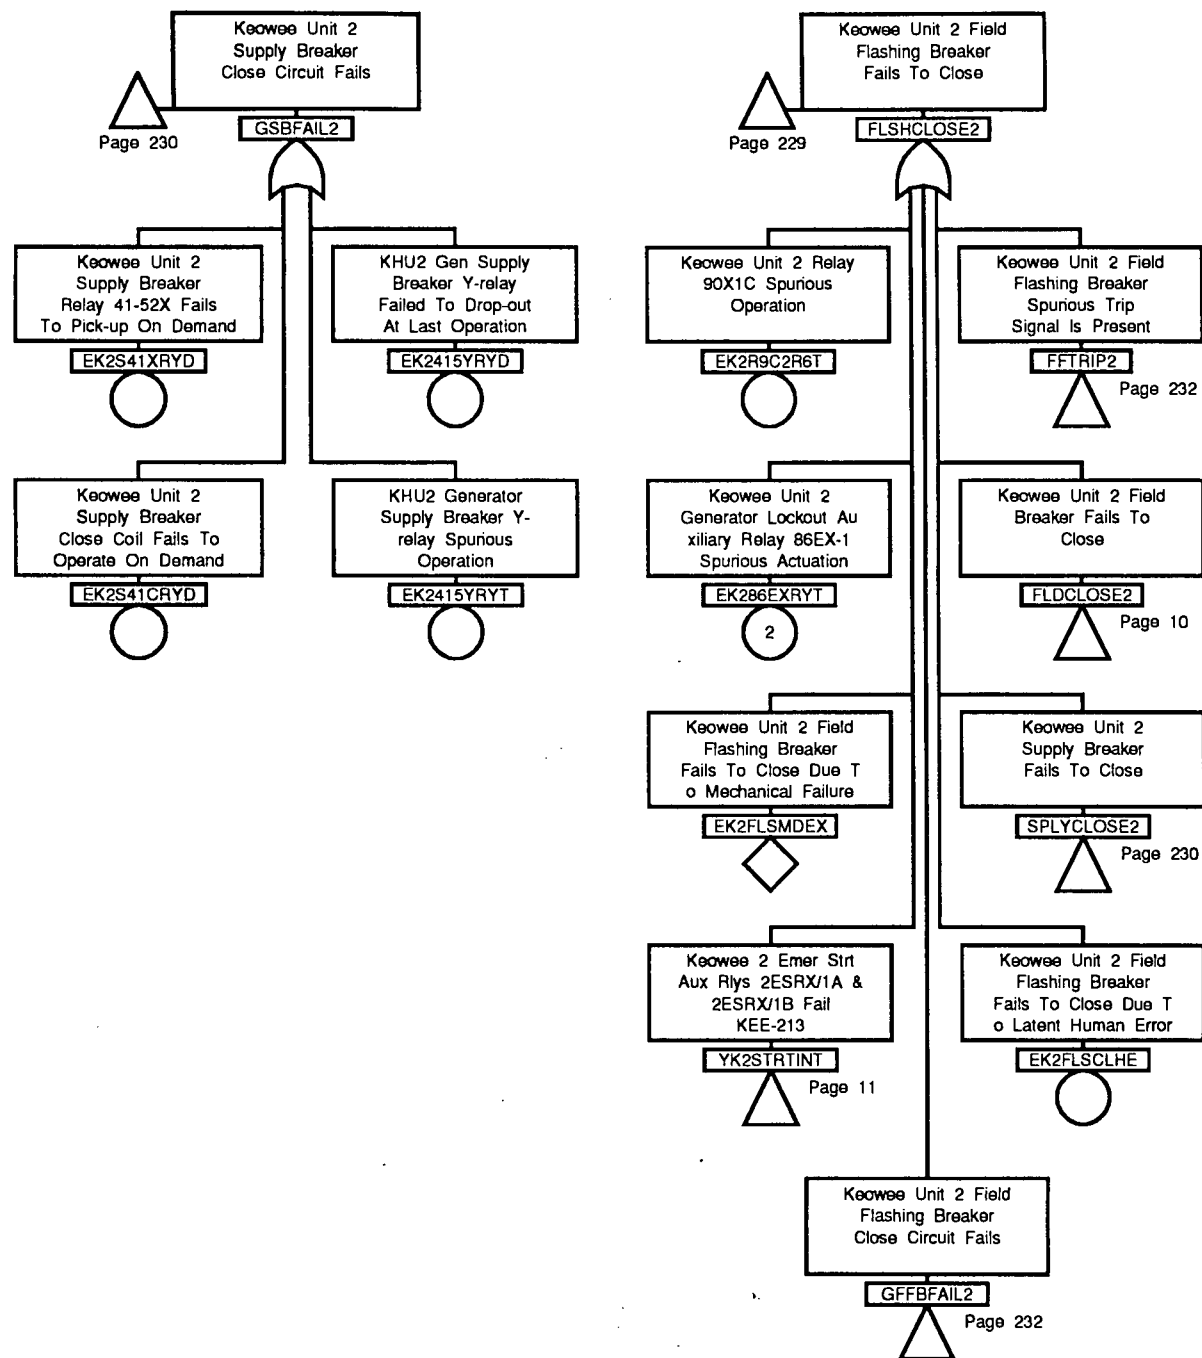 Keowee Unit 2
Supply Breaker
Close Circuit Fails
Page 230
GSBFAIL2
Keowee Unit 2
Supply Breaker
Relay 41-52X Fails
To Pick-up On Demand
EK2S41XRYD
KHU2 Gen Supply
Breaker Y-relay
Failed To Drop-out
At Last Operation
EK2415YRYD
Keowee Unit 2
Supply Breaker
Close Coil Fails To
Operate On Demand
EK2S41CRYD
KHU2 Generator
Supply Breaker Y-
relay Spurious
Operation
EK2415YRYT
Keowee Unit 2 Field
Flashing Breaker
Fails To Close
Page 229
FLSHCLOSE2
Keowee Unit 2 Relay
90X1C Spurious
Operation
EK2R9C2R6T
Keowee Unit 2 Field
Flashing Breaker
Spurious Trip
Signal Is Present
FFTRIP2
Page 232
Keowee Unit 2
Generator Lockout Au
xiliary Relay 86EX-1
Spurious Actuation
EK286EXRYT
2
Keowee Unit 2 Field
Breaker Fails To
Close
FLDCLOSE2
Page 10
Keowee Unit 2 Field
Flashing Breaker
Fails To Close Due T
o Mechanical Failure
EK2FLSMDEX
Keowee Unit 2
Supply Breaker
Fails To Close
SPLYCLOSE2
Page 230
Keowee 2 Emer Strt
Aux Rlys 2ESRX/1A &
2ESRX/1B Fail
KEE-213
YK2STRTINT
Page 11
Keowee Unit 2 Field
Flashing Breaker
Fails To Close Due T
o Latent Human Error
EK2FLSCLHE
Keowee Unit 2 Field
Flashing Breaker
Close Circuit Fails
GFFBFAIL2
Page 232